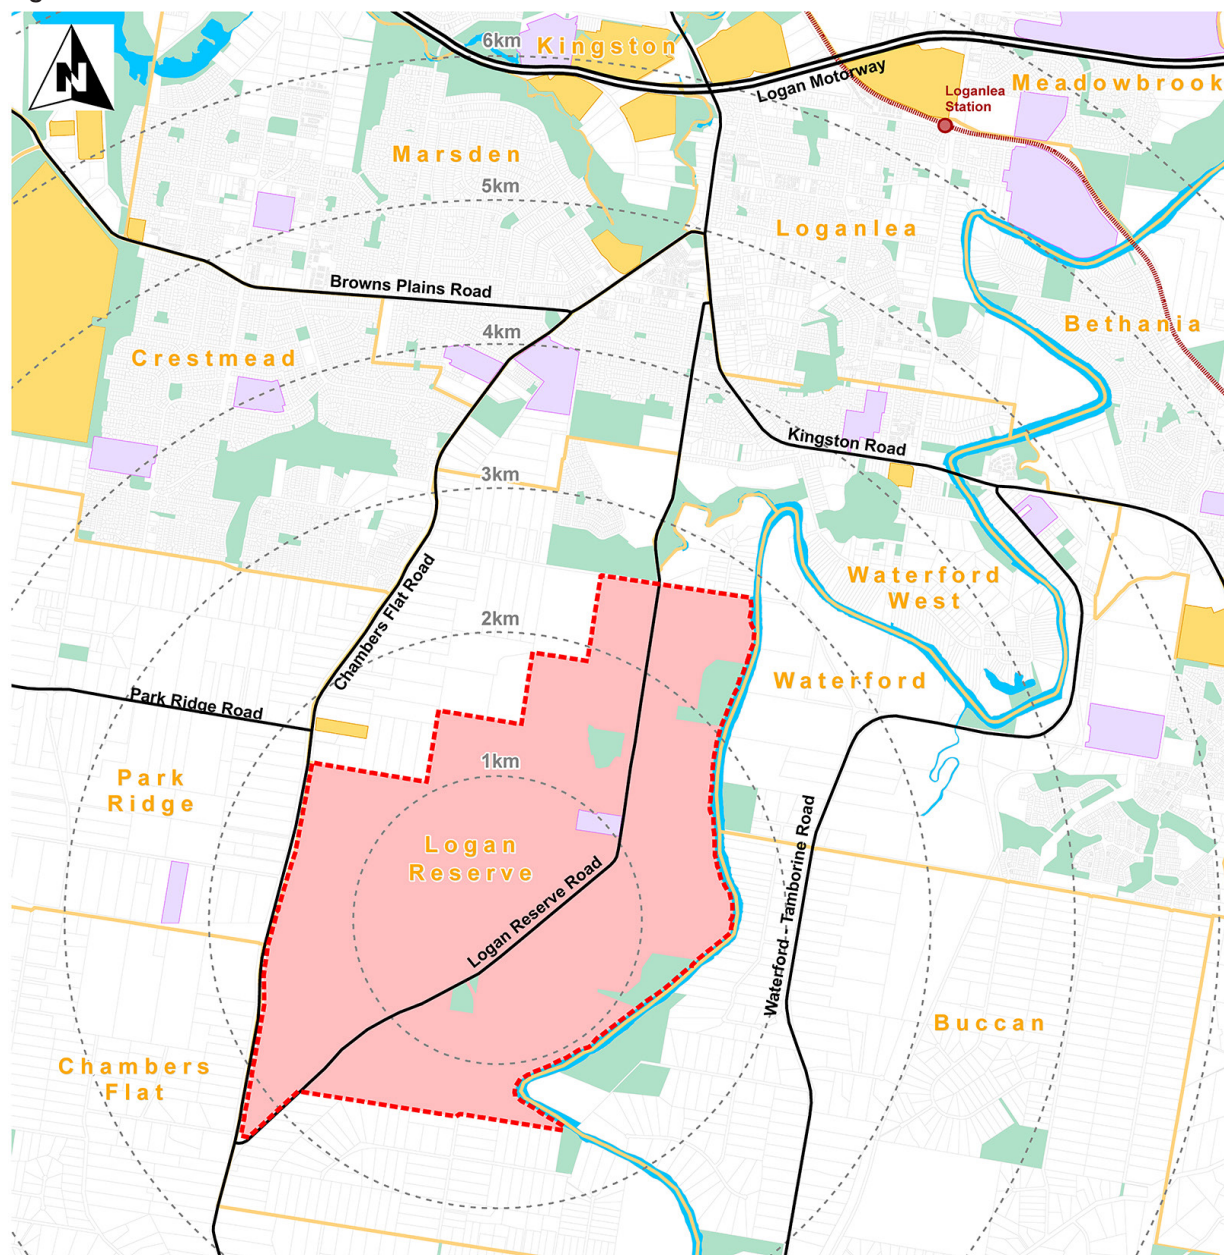 N
6km
Kingston
Logan Motorway
Meadowbrook
Loganlea
Station
Marsden
5km
Loganlea
Browns Plains Road
Bethania
4km
Crestmead
Kingston Road
3km
Chambers Flat Road
Waterford
West
2km
Waterford
Park Ridge Road
1km
Park
Ridge
Logan
Reserve
Waterford - Tamborine Road
Logan Reserve Road
Buccan
Chambers
Flat